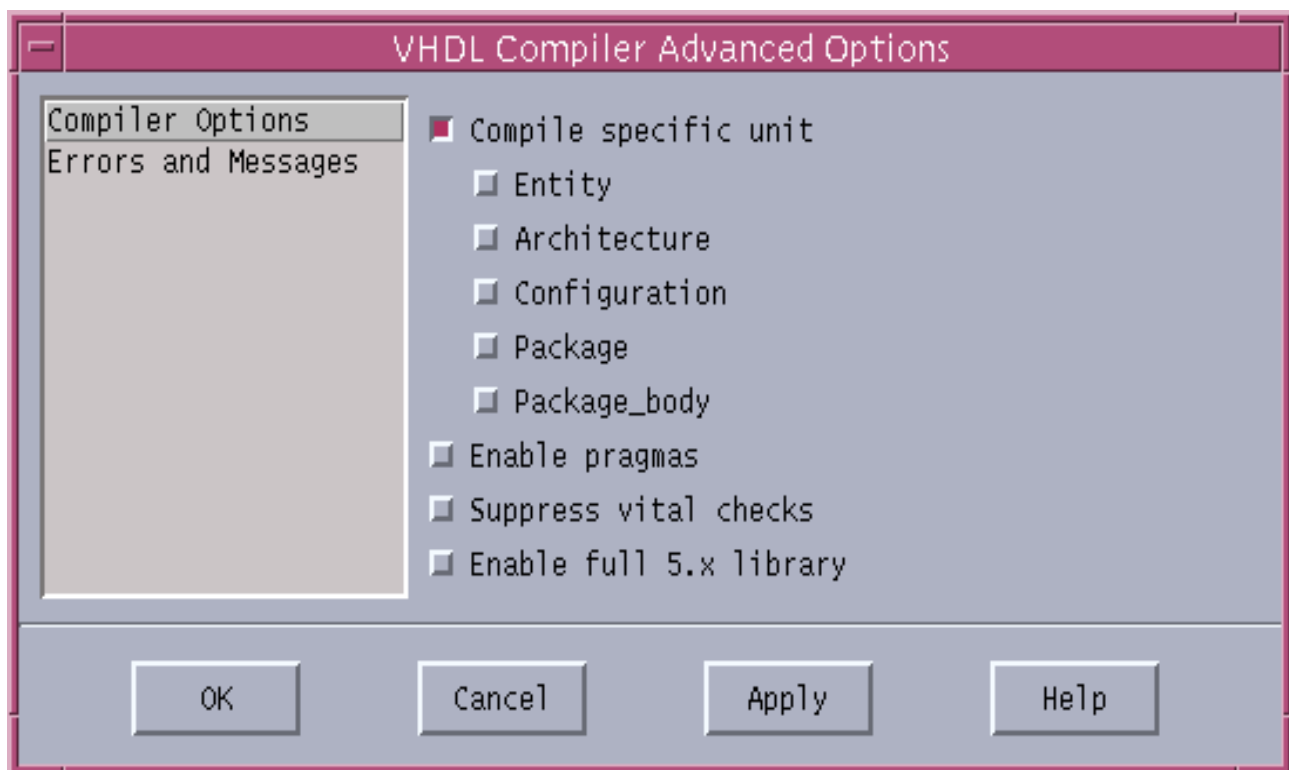 VHDL Compiler Advanced Options
Compiler Options
Errors and Messages
Compile specific unit
Entity
Architecture
Configuration
Package
Package_body
Enable pragmas
Suppress vital checks
Enable full 5.x library
OK
Cancel
Apply
Help